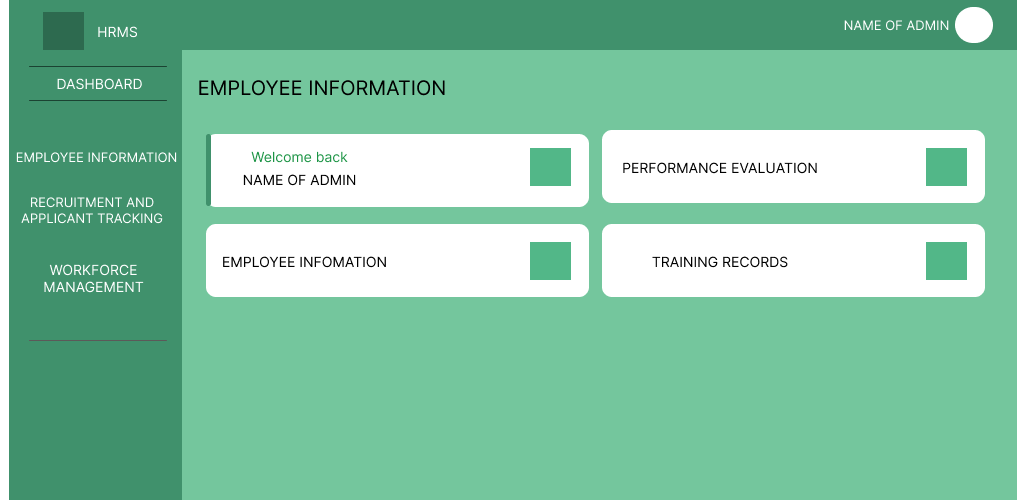 HRMS
NAME OF ADMIN
DASHBOARD
EMPLOYEE INFORMATION
RECRUITMENT AND
APPLICANT TRACKING
WORKFORCE
MANAGEMENT
EMPLOYEE INFORMATION
Welcome back
NAME OF ADMIN
PERFORMANCE EVALUATION
EMPLOYEE INFOMATION
TRAINING RECORDS